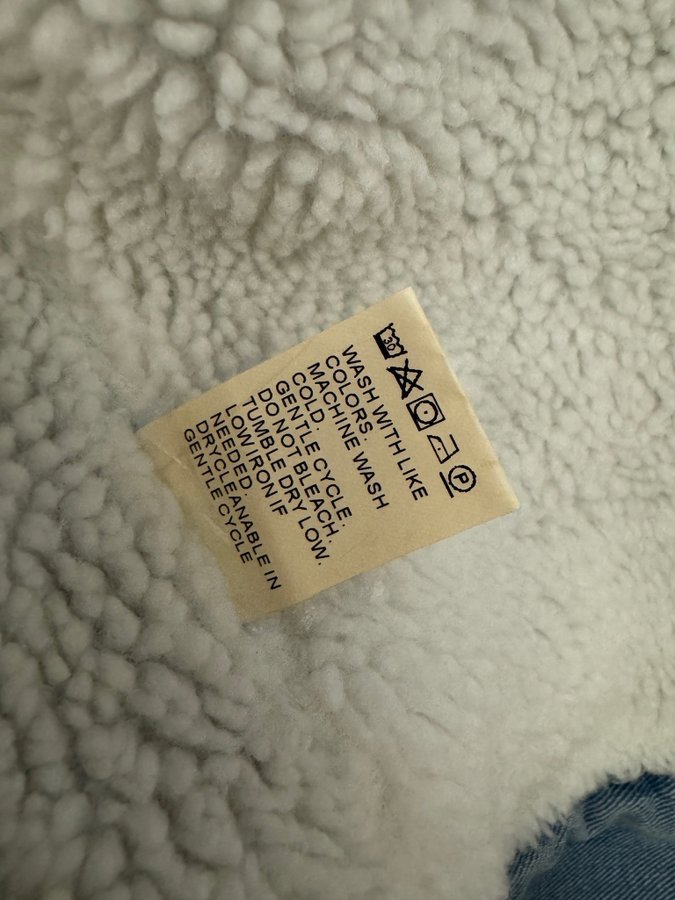 30
P
WASH WITH LIKE
COLORS.
MACHINE WASH
COLD.
GENTLE CYCLE.
DO NOT BLEACH.
TUMBLE DRY LOW.
LOW IRON IF
NEEDED.
DRYCLEANABLE IN
GENTLE CYCLE